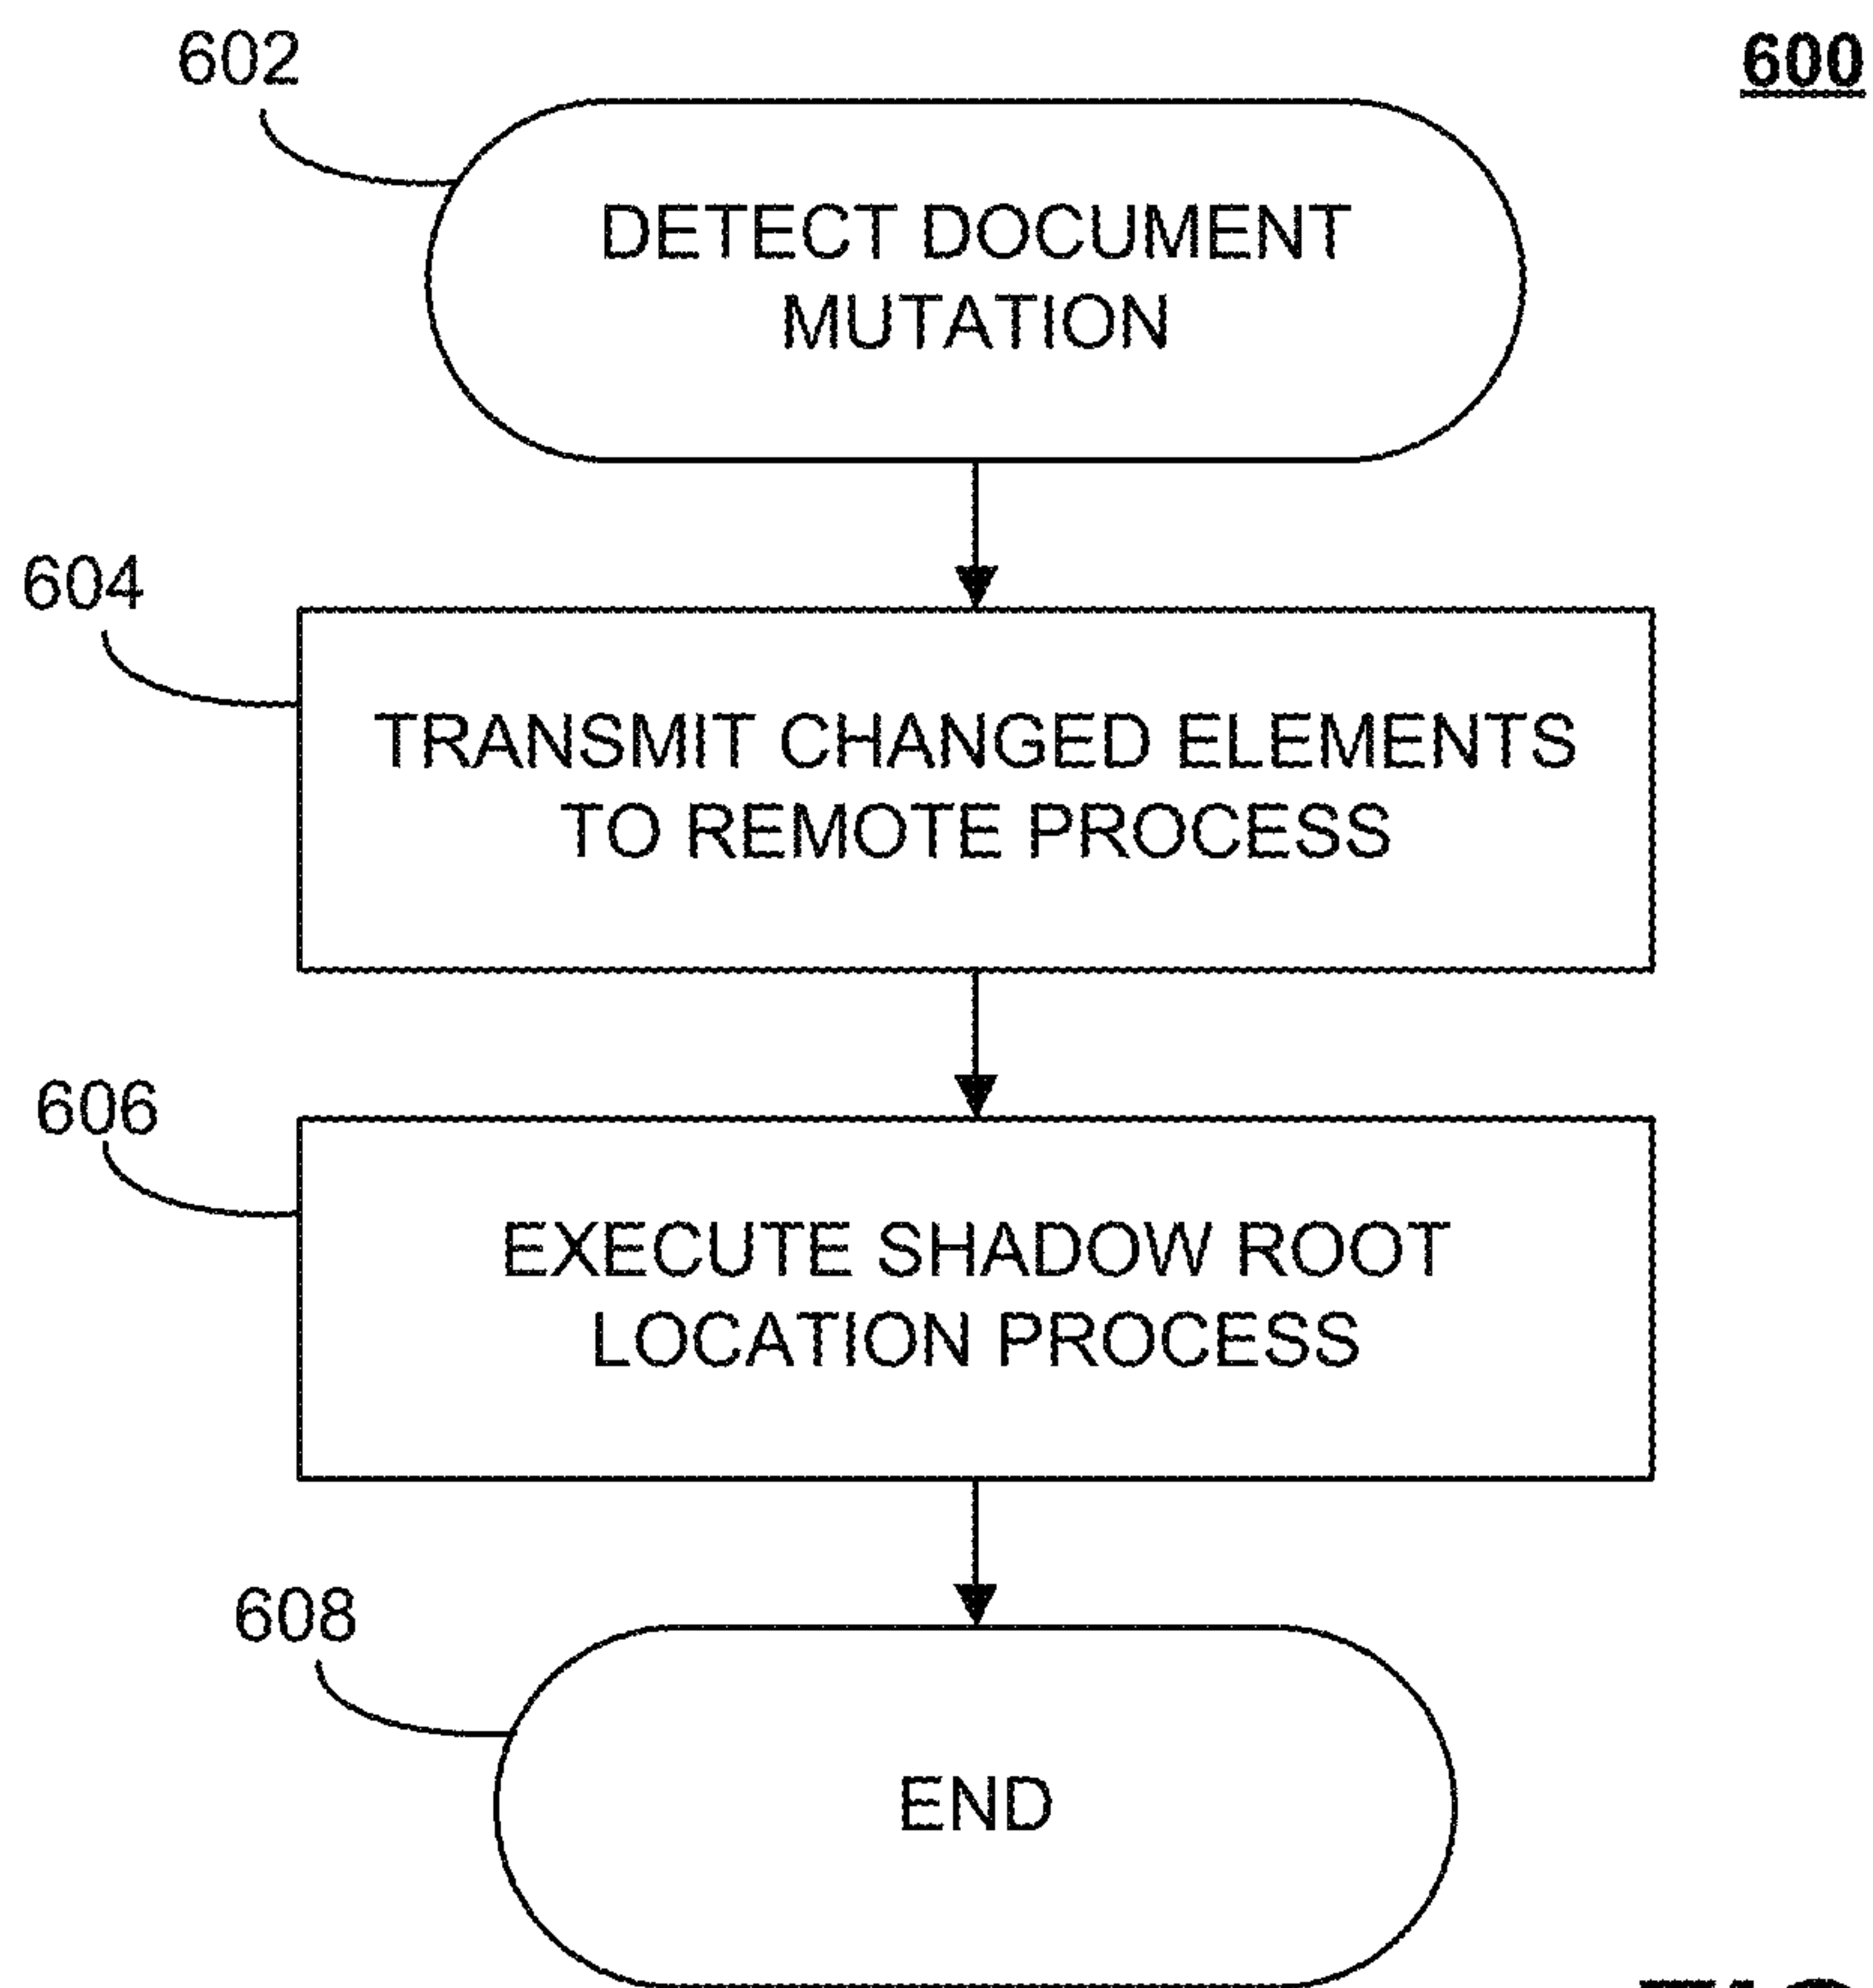 602
600
DETECT DOCUMENT
MUTATION
604
TRANSMIT CHANGED ELEMENTS
TO REMOTE PROCESS
606
EXECUTE SHADOW ROOT
LOCATION PROCESS
608
END